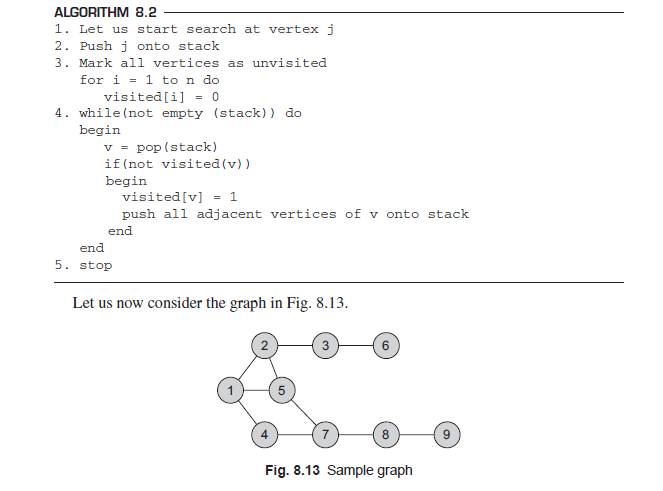 ALGORITHM 8.2
1. Let us start search at vertex j
2. Push j onto stack
3. Mark all vertices as unvisited
for i = 1 to n do
visited[i] = 0
4. while(not empty (stack)) do
begin
v = pop(stack)
if(not visited(v))
begin
visited[v] = 1
push all adjacent vertices of v onto stack
end
end
5. stop
Let us now consider the graph in Fig. 8.13.
2 3 6
1 5
4 7 8 9
Fig. 8.13 Sample graph